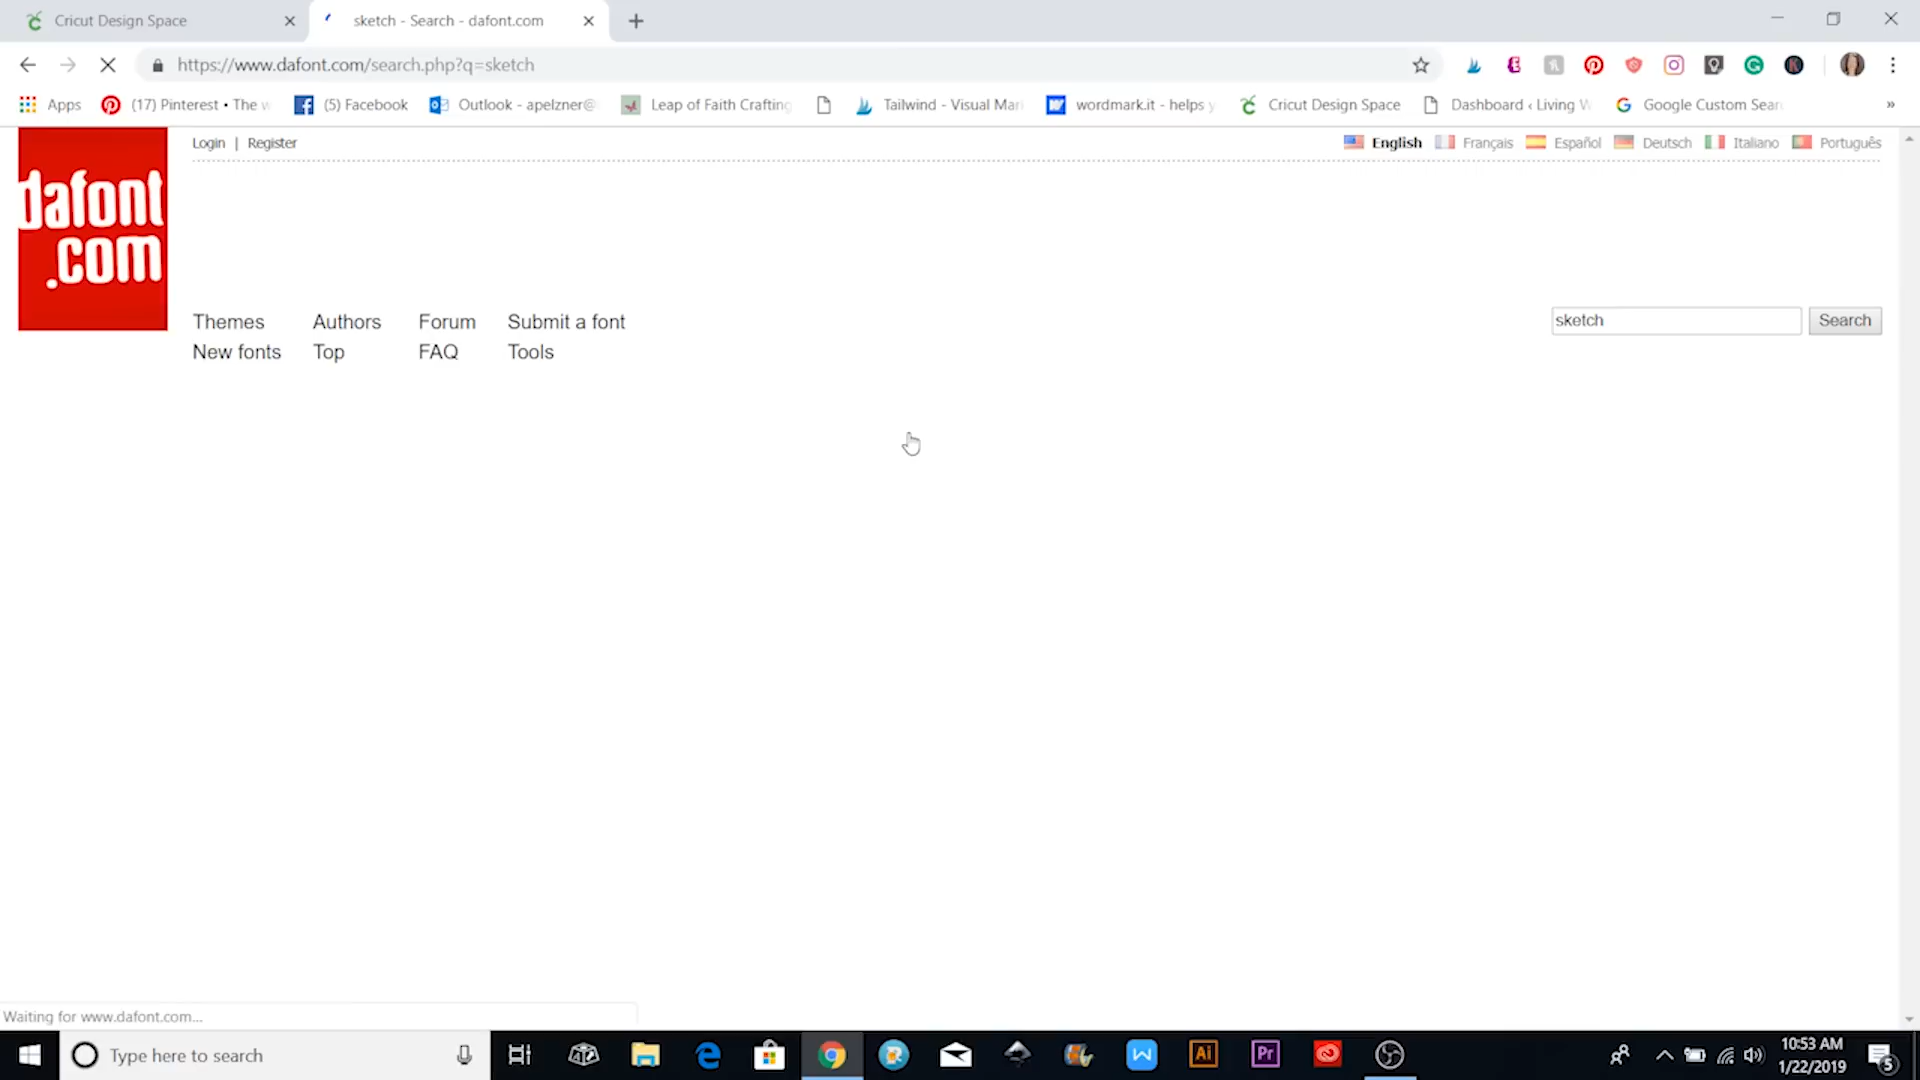 Cricut Design Space
sketch - Search - dafont.com
https://www.dafont.com/search.php?q=sketch
Apps
(17) Pinterest • The w
(5) Facebook
Outlook - apelzner@
Leap of Faith Crafting
Tailwind - Visual Mar
wordmark.it - helps y
Cricut Design Space
Dashboard ‹ Living W
Google Custom Sear
»
dafont
.com
Login | Register
English
Français
Español
Deutsch
Italiano
Português
Themes Authors Forum Submit a font
sketch
Search
New fonts Top FAQ Tools
Waiting for www.dafont.com...
Type here to search
Ai
Pr
10:53 AM
1/22/2019
5